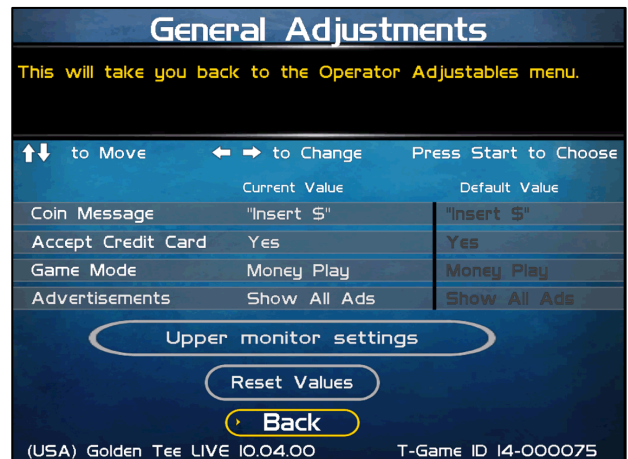 General Adjustments
This will take you back to the Operator Adjustables menu.
to Move to Change Press Start to Choose
Current Value Default Value
Coin Message "Insert $" "Insert $"
Accept Credit Card Yes Yes
Game Mode Money Play Money Play
Advertisements Show All Ads Show All Ads
Upper monitor settings
Reset Values
Back
(USA) Golden Tee LIVE 10.04.00 T-Game ID 14-000075